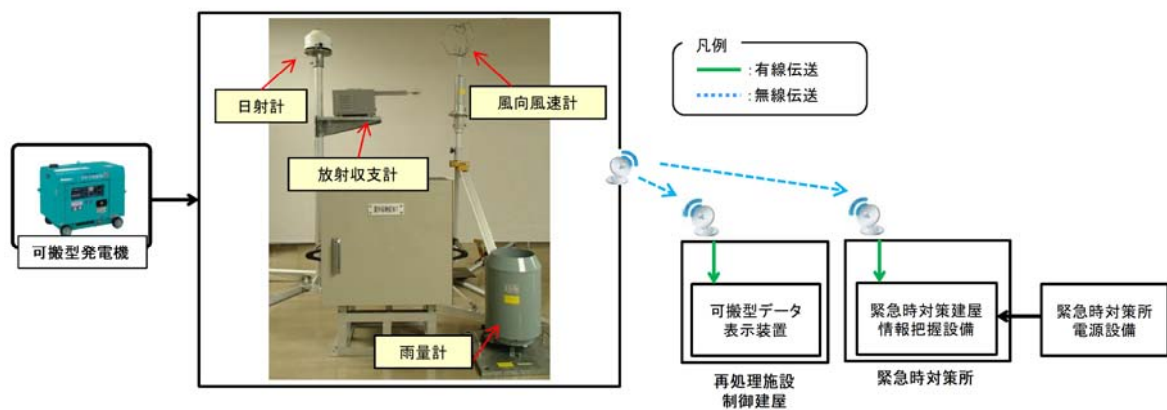 凡例
:有線伝送
:無線伝送
日射計
風向風速計
放射収支計
雨量計
可搬型発電機
可搬型データ
表示装置
再処理施設
制御建屋
緊急時対策建屋
情報把握設備
緊急時対策所
緊急時対策所
電源設備